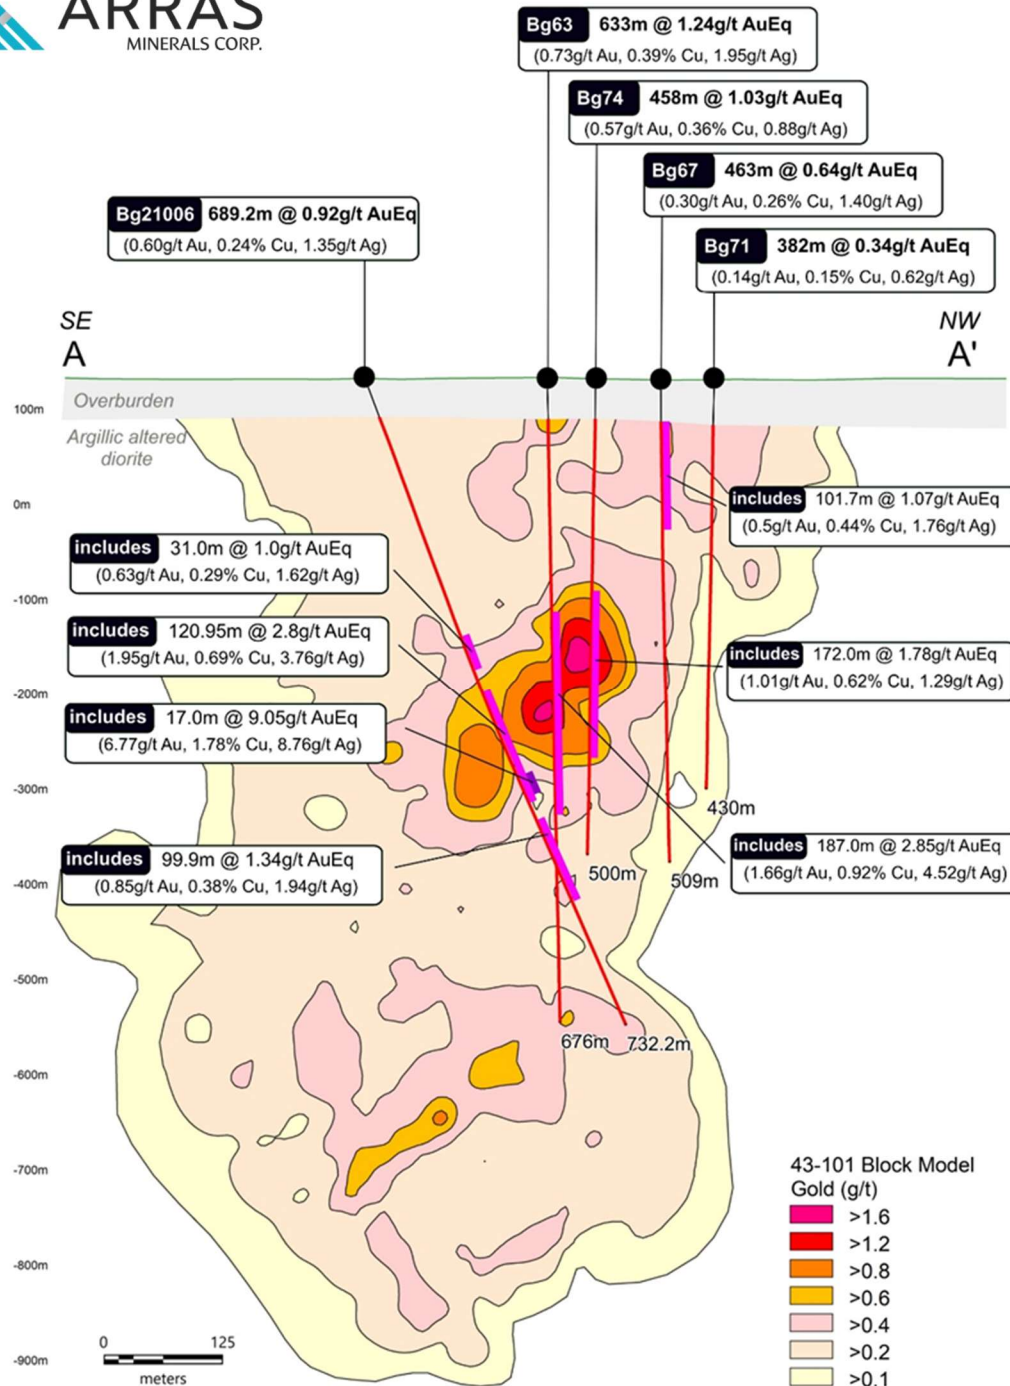 ARRAS
MINERALS CORP.
Bg63 633m @ 1.24g/t AuEq
(0.73g/t Au, 0.39% Cu, 1.95g/t Ag)
Bg74 458m @ 1.03g/t AuEq
(0.57g/t Au, 0.36% Cu, 0.88g/t Ag)
Bg67 463m @ 0.64g/t AuEq
(0.30g/t Au, 0.26% Cu, 1.40g/t Ag)
Bg21006 689.2m @ 0.92g/t AuEq
(0.60g/t Au, 0.24% Cu, 1.35g/t Ag)
Bg71 382m @ 0.34g/t AuEq
(0.14g/t Au, 0.15% Cu, 0.62g/t Ag)
SE
A
NW
A'
Overburden
100m
Argillic altered
diorite
0m
includes 101.7m @ 1.07g/t AuEq
(0.5g/t Au, 0.44% Cu, 1.76g/t Ag)
includes 31.0m @ 1.0g/t AuEq
(0.63g/t Au, 0.29% Cu, 1.62g/t Ag)
-100m
includes 120.95m @ 2.8g/t AuEq
(1.95g/t Au, 0.69% Cu, 3.76g/t Ag)
includes 172.0m @ 1.78g/t AuEq
(1.01g/t Au, 0.62% Cu, 1.29g/t Ag)
-200m
includes 17.0m @ 9.05g/t AuEq
(6.77g/t Au, 1.78% Cu, 8.76g/t Ag)
-300m
430m
includes 187.0m @ 2.85g/t AuEq
(1.66g/t Au, 0.92% Cu, 4.52g/t Ag)
includes 99.9m @ 1.34g/t AuEq
(0.85g/t Au, 0.38% Cu, 1.94g/t Ag)
500m
509m
-400m
-500m
676m
732.2m
-600m
-700m
-800m
-900m
0 125
meters
43-101 Block Model
Gold (g/t)
>1.6
>1.2
>0.8
>0.6
>0.4
>0.2
>0.1